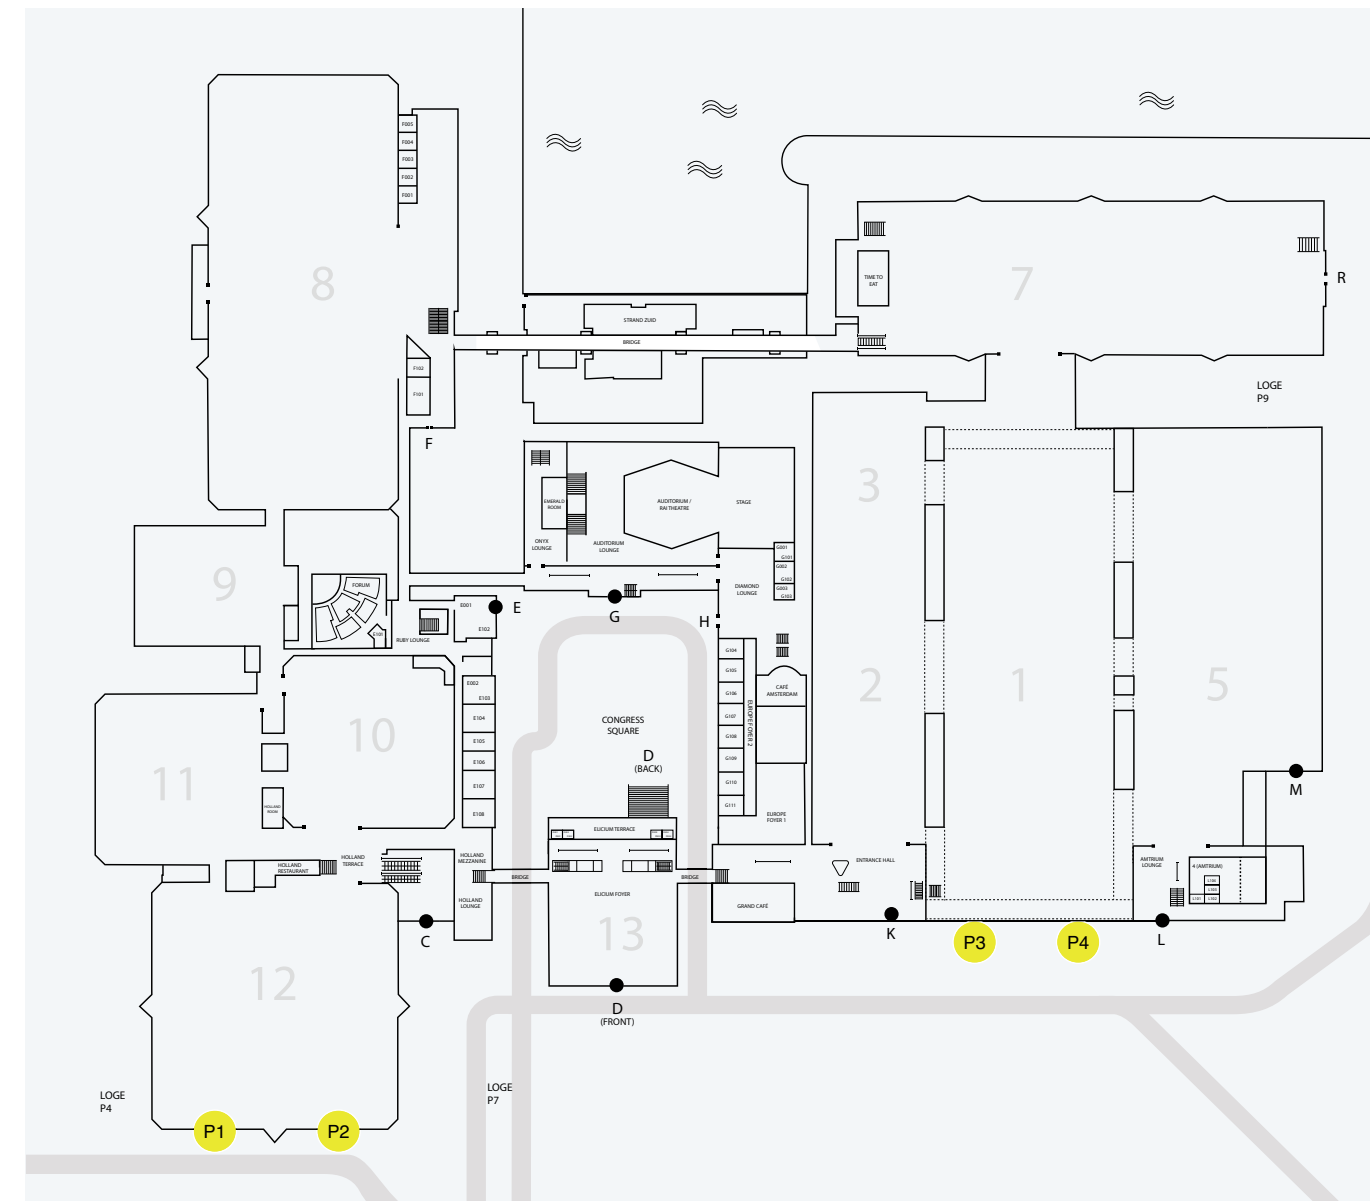 F005
F004
F003
F002
F001
8
7
TIME TO
EAT
R
STRAND ZUID
BRIDGE
F102
F101
LOGE
P9
F
3
EMERALD
ROOM
AUDITORIUM /
RAI THEATRE
STAGE
ONYX
LOUNGE
AUDITORIUM
LOUNGE
G001
G101
G002
G102
G003
G103
DIAMOND
LOUNGE
9
FORUM
E101
RUBY LOUNGE
E001
E102
E
G
H
G104
G105
G106
G107
G108
G109
G110
G111
EUROPE FOYER 2
CAFÉ
AMSTERDAM
EUROPE
FOYER 1
2
1
5
E002
E103
E104
E105
E106
E107
E108
10
11
HOLLAND
ROOM
CONGRESS
SQUARE
D
(BACK)
M
ELICIUM TERRACE
HOLLAND
RESTAURANT
HOLLAND
TERRACE
HOLLAND
MEZZANINE
HOLLAND
LOUNGE
BRIDGE
ELICIUM FOYER
BRIDGE
GRAND CAFÉ
ENTRANCE HALL
AMTRIUM
LOUNGE
4 (AMTRIUM)
L101
L102
C
13
K
P3
P4
L
12
D
(FRONT)
LOGE
P4
LOGE
P7
P1
P2